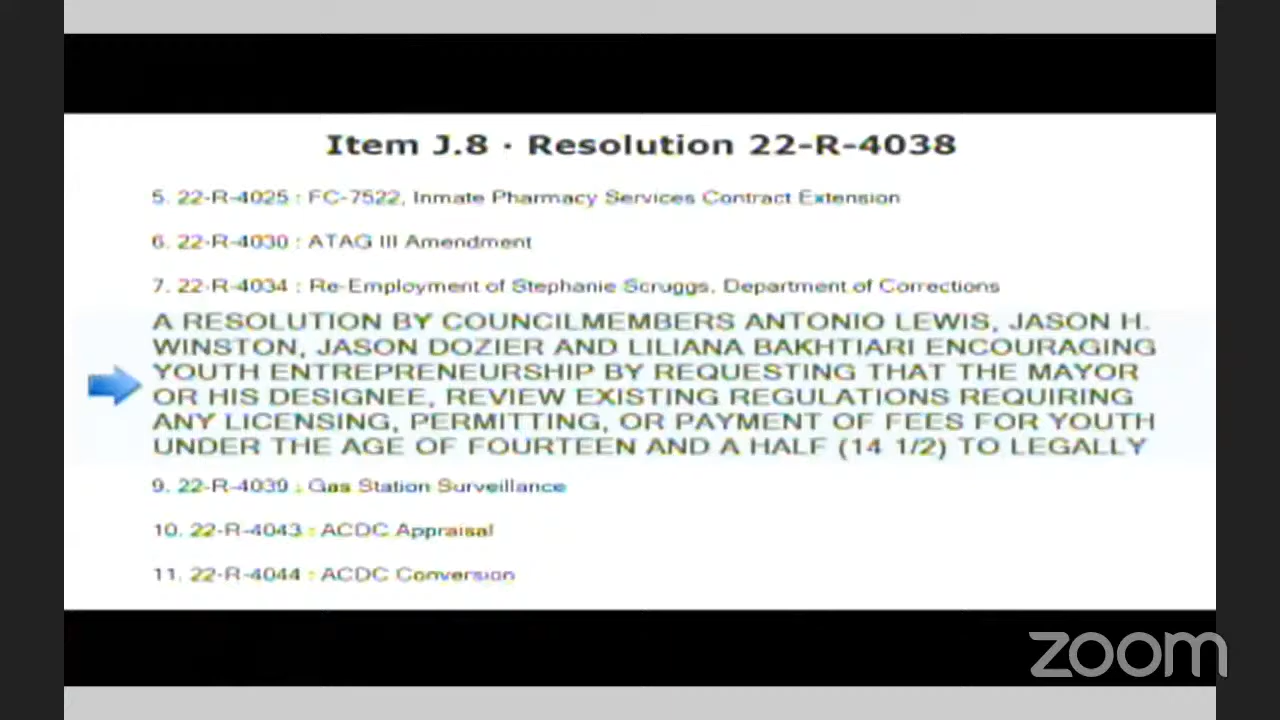 Item J.8 · Resolution 22-R-4038
5. 22-R-4025 : FC-7522, Inmate Pharmacy Services Contract Extension
6. 22-R-4030 : ATAG III Amendment
7. 22-R-4034 : Re-Employment of Stephanie Scruggs, Department of Corrections
A RESOLUTION BY COUNCILMEMBERS ANTONIO LEWIS, JASON H.
WINSTON, JASON DOZIER AND LILIANA BAKHTIARI ENCOURAGING
YOUTH ENTREPRENEURSHIP BY REQUESTING THAT THE MAYOR
OR HIS DESIGNEE, REVIEW EXISTING REGULATIONS REQUIRING
ANY LICENSING, PERMITTING, OR PAYMENT OF FEES FOR YOUTH
UNDER THE AGE OF FOURTEEN AND A HALF (14 1/2) TO LEGALLY
9. 22-R-4039 : Gas Station Surveillance
10. 22-R-4043 : ACDC Appraisal
11. 22-R-4044 : ACDC Conversion
zoom